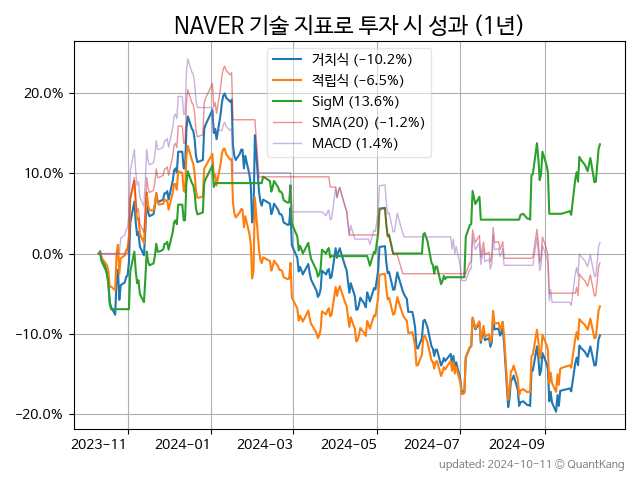 NAVER 기술 지표로 투자 시 성과 (1년)
거치식 (−10.2%)
적립식 (−6.5%)
SigM (13.6%)
SMA(20) (−1.2%)
MACD (1.4%)
20.0%
10.0%
0.0%
−10.0%
−20.0%
2023-11 2024-01 2024-03 2024-05 2024-07 2024-09
updated: 2024-10-11 © QuantKang